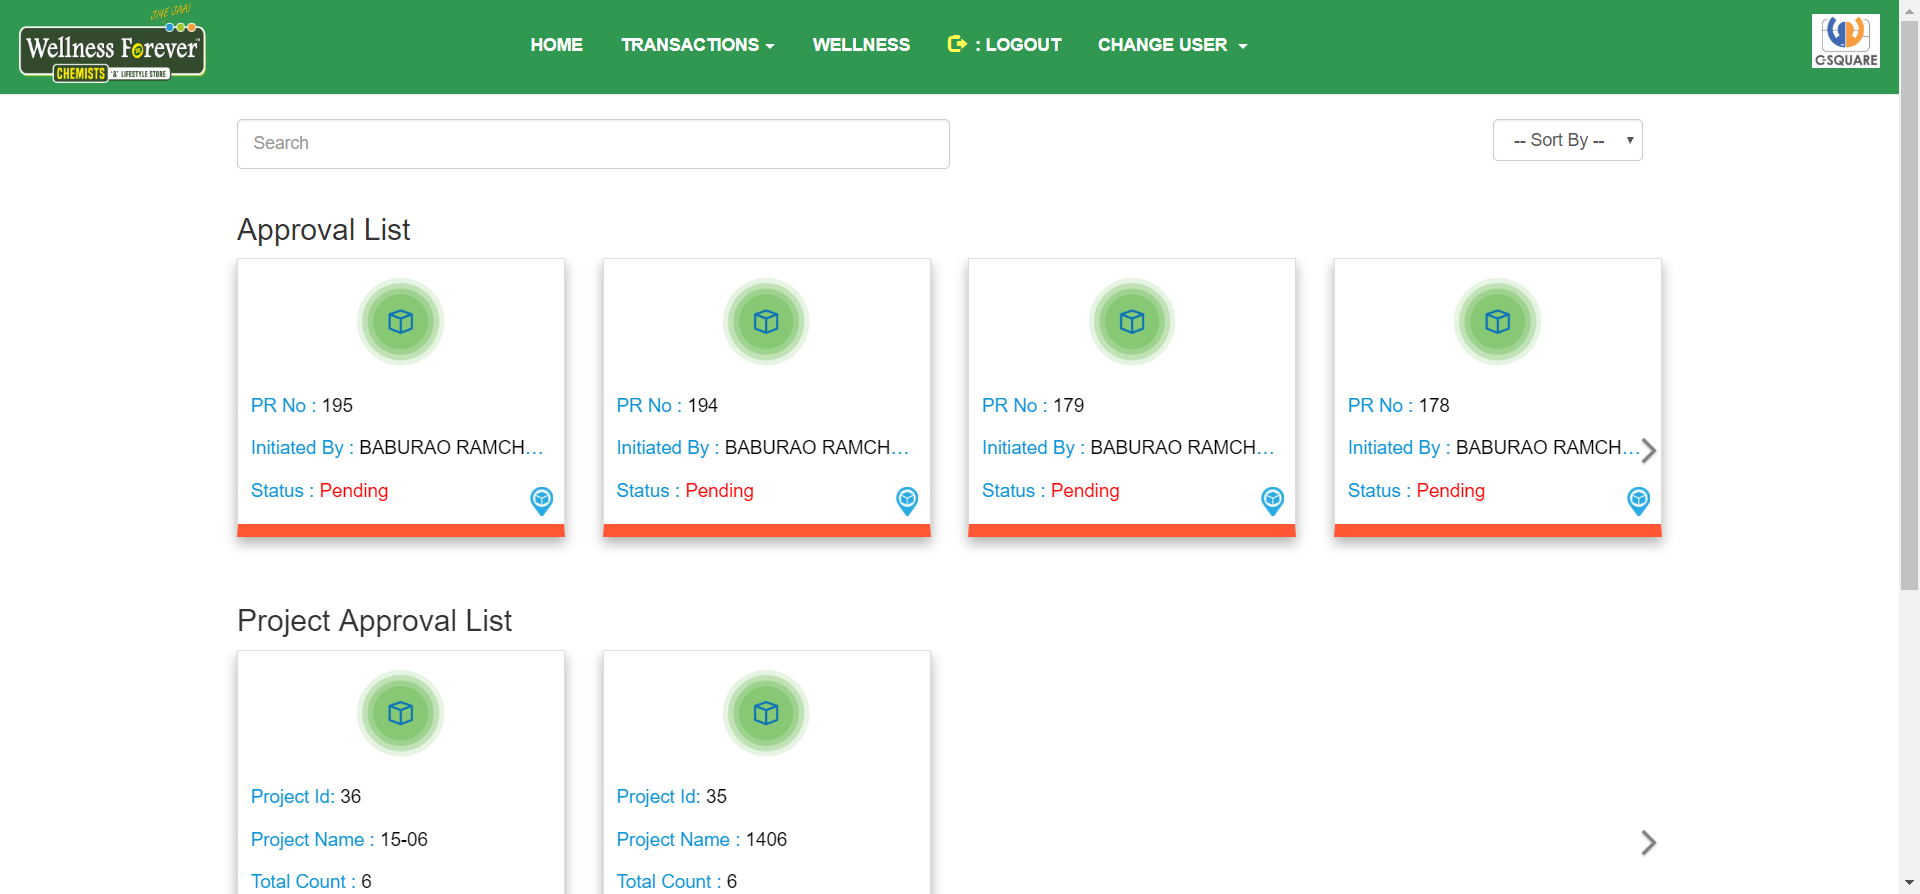 JIYE JAA!
Wellness Forever
CHEMISTS '&' LIFESTYLE STORE
HOME TRANSACTIONS WELLNESS : LOGOUT CHANGE USER
C-SQUARE
Search
-- Sort By --
Approval List
PR No : 195
Initiated By : BABURAO RAMCH...
Status : Pending
PR No : 194
Initiated By : BABURAO RAMCH...
Status : Pending
PR No : 179
Initiated By : BABURAO RAMCH...
Status : Pending
PR No : 178
Initiated By : BABURAO RAMCH...
Status : Pending
Project Approval List
Project Id: 36
Project Name : 15-06
Total Count : 6
Project Id: 35
Project Name : 1406
Total Count : 6